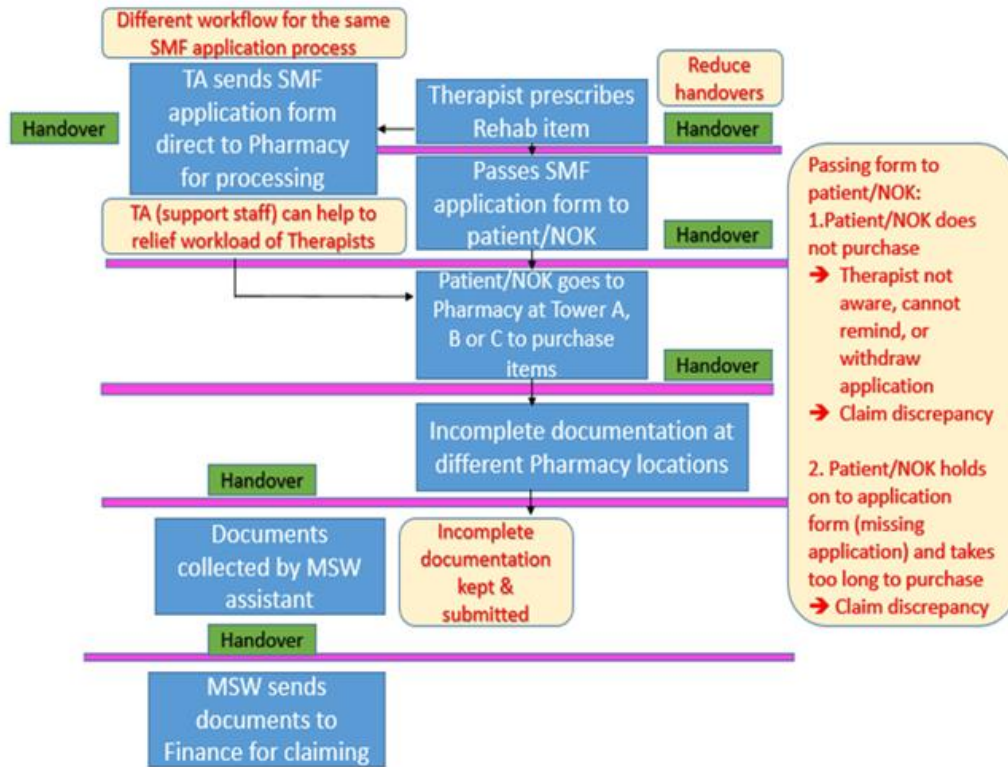 Different workflow for the same
SMF application process
TA sends SMF
application form
direct to Pharmacy
for processing
Handover
Therapist prescribes
Rehab item
Reduce
handovers
Handover
Passes SMF
application form to
patient/NOK
Handover
TA (support staff) can help to
relief workload of Therapists
Patient/NOK goes to
Pharmacy at Tower A,
B or C to purchase
items
Handover
Incomplete documentation at
different Pharmacy locations
Handover
Documents
collected by MSW
assistant
Incomplete
documentation
kept &
submitted
Handover
MSW sends
documents to
Finance for claiming
Passing form to
patient/NOK:
1.Patient/NOK does
not purchase
➔ Therapist not
aware, cannot
remind, or
withdraw
application
➔ Claim discrepancy
2. Patient/NOK holds
on to application
form (missing
application) and takes
too long to purchase
➔ Claim discrepancy